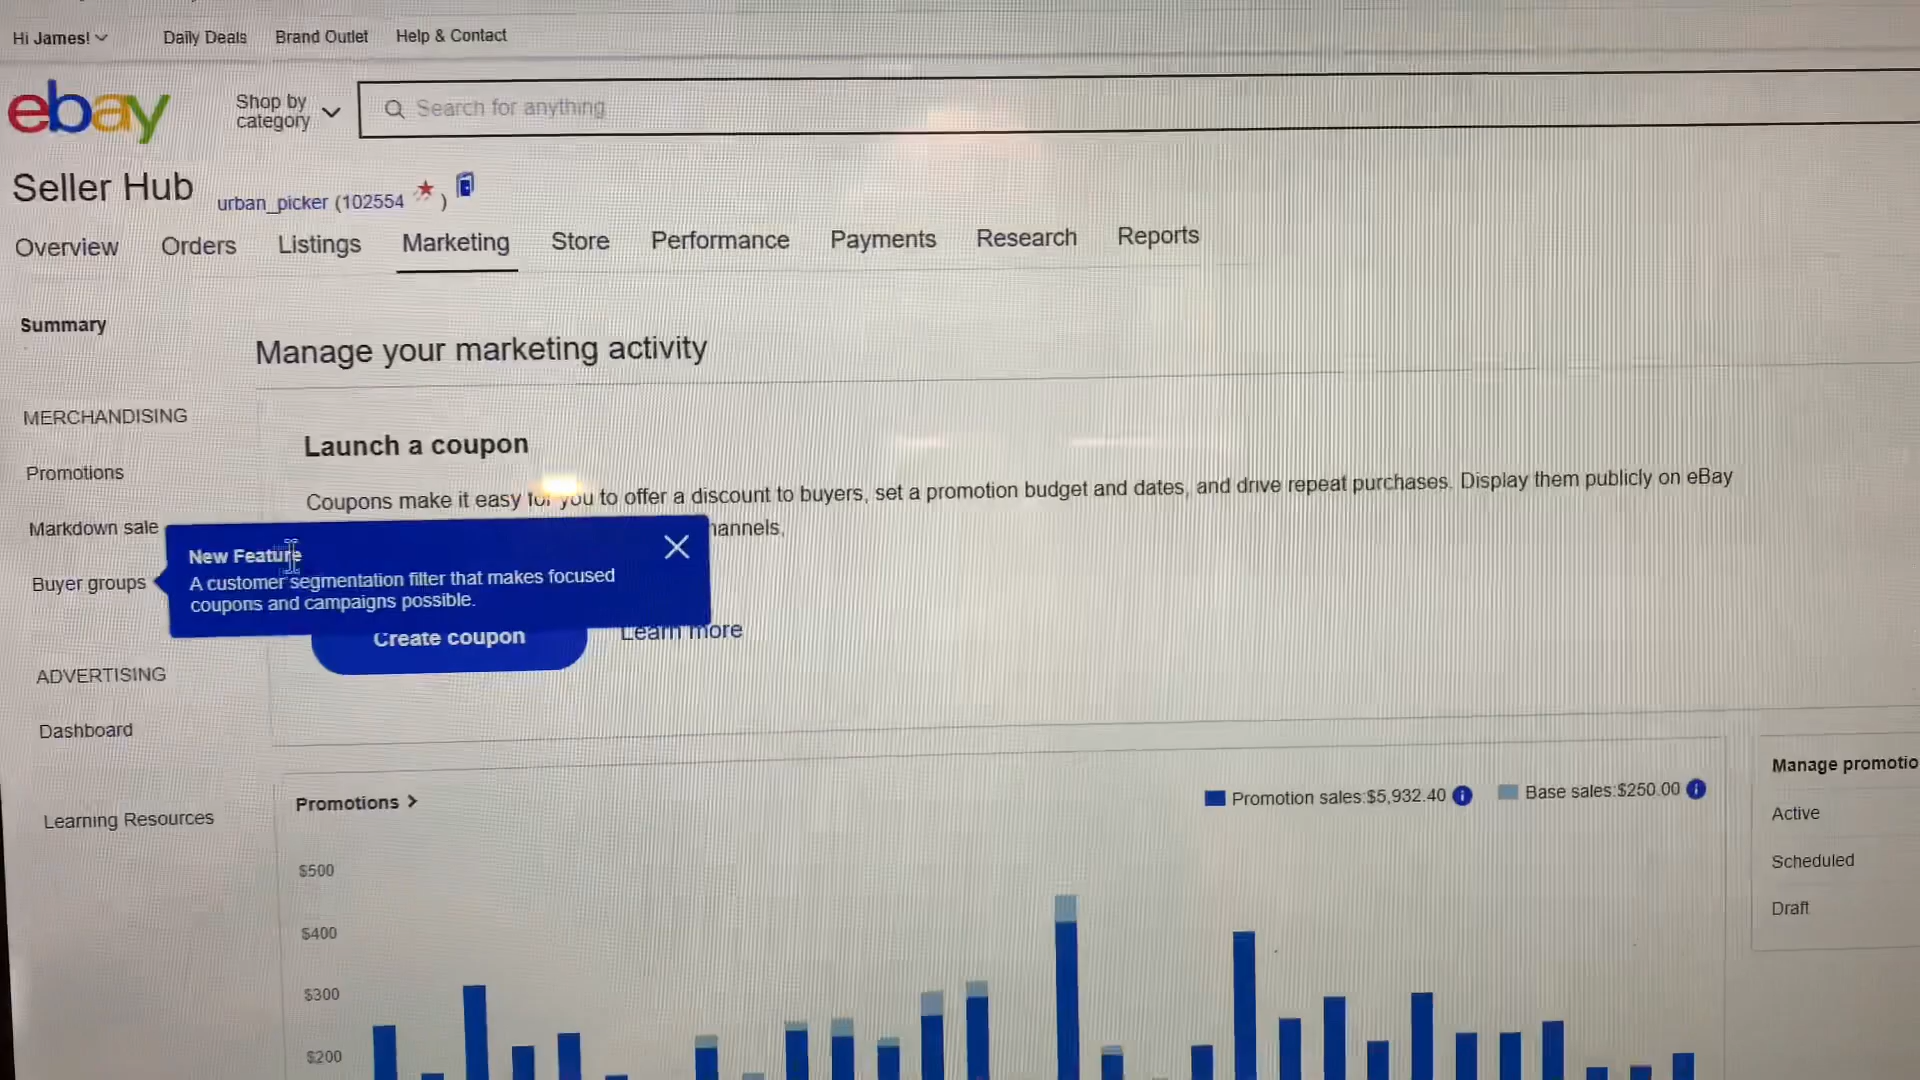 Hi James!
Daily Deals
Brand Outlet
Help & Contact
ebay
Shop by
category
Search for anything
Seller Hub
urban_picker (102554 )
Overview
Orders
Listings
Marketing
Store
Performance
Payments
Research
Reports
Summary
Manage your marketing activity
MERCHANDISING
Promotions
Markdown sale
Buyer groups
ADVERTISING
Dashboard
Learning Resources
Launch a coupon
Coupons make it easy for you to offer a discount to buyers, set a promotion budget and dates, and drive repeat purchases. Display them publicly on eBay
hannels,
New Feature
A customer segmentation filter that makes focused
coupons and campaigns possible.
Create coupon
Learn more
Promotions
Promotion sales:$5,932.40
Base sales:$250.00
$500
$400
$300
$200
Manage promotio
Active
Scheduled
Draft